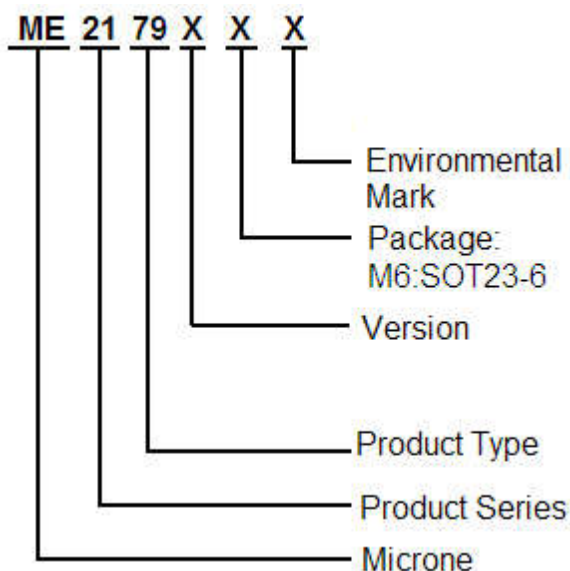 ME 21 79 X X X
Environmental
Mark
Package:
M6:SOT23-6
Version
Product Type
Product Series
Microne